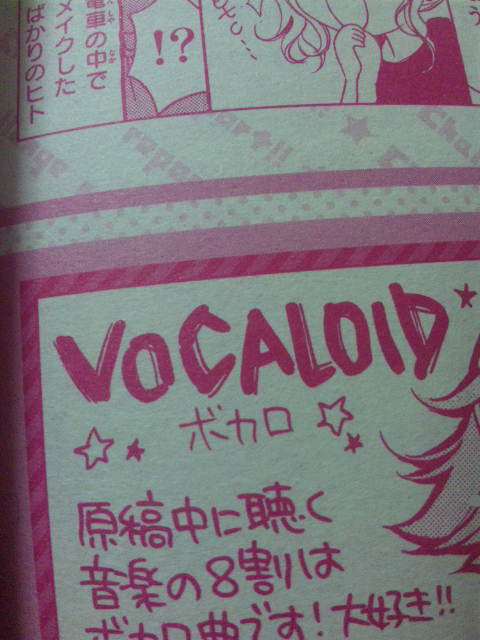 電車の中で
メイクした
ばかりのヒト
!?
VOCALOID
ボカロ
原稿中に聴く
音楽の8割は
ボカロ曲です!大好き!!